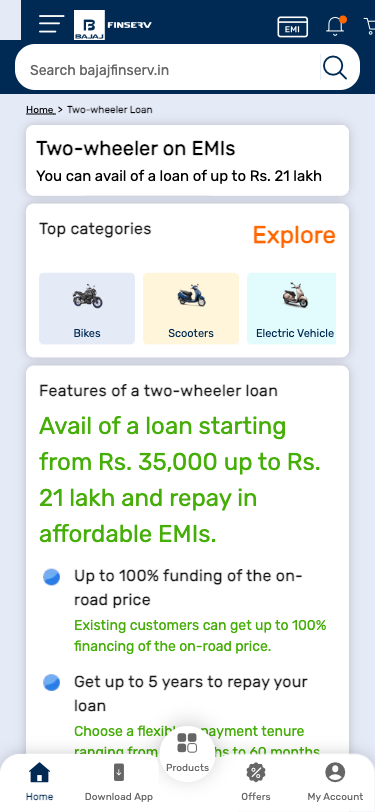 B
BAJAJ
FINSERV
EMI
Search bajajfinserv.in
Home > Two-wheeler Loan
Two-wheeler on EMIs
You can avail of a loan of up to Rs. 21 lakh
Top categories
Explore
Bikes
Scooters
Electric Vehicle
Features of a two-wheeler loan
Avail of a loan starting
from Rs. 35,000 up to Rs.
21 lakh and repay in
affordable EMIs.
Up to 100% funding of the on-
road price
Existing customers can get up to 100%
financing of the on-road price.
Get up to 5 years to repay your
loan
Choose a flexible payment tenure
ranging from hs to 60 months
Products
Home
Download App
Offers
My Account